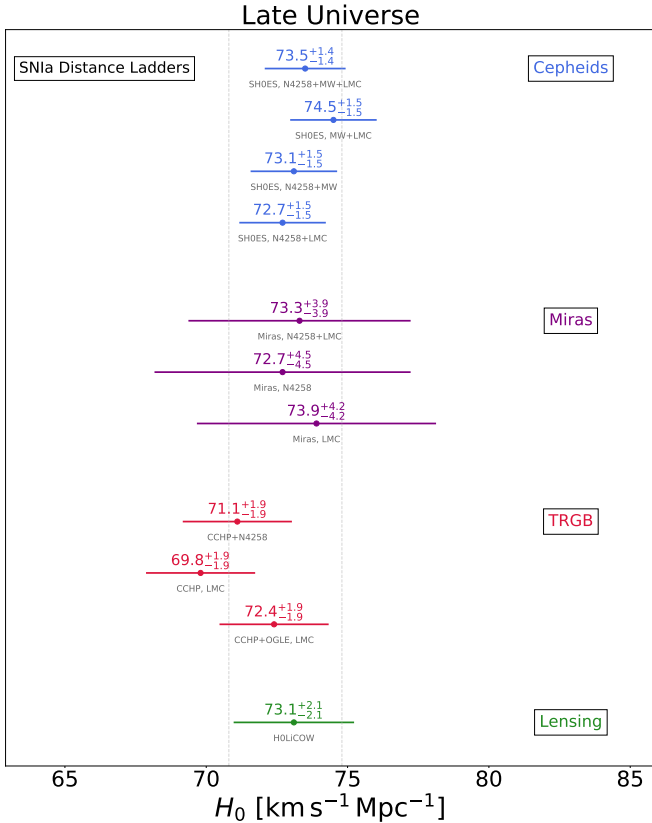 Late Universe
SNIa Distance Ladders
Cepheids
73.5+1.4−1.4
SH0ES, N4258+MW+LMC
74.5+1.5−1.5
SH0ES, MW+LMC
73.1+1.5−1.5
SH0ES, N4258+MW
72.7+1.5−1.5
SH0ES, N4258+LMC
Miras
73.3+3.9−3.9
Miras, N4258+LMC
72.7+4.5−4.5
Miras, N4258
73.9+4.2−4.2
Miras, LMC
TRGB
71.1+1.9−1.9
CCHP+N4258
69.8+1.9−1.9
CCHP, LMC
72.4+1.9−1.9
CCHP+OGLE, LMC
Lensing
73.1+2.1−2.1
H0LiCOW
65 70 75 80 85
H₀ [km s⁻¹ Mpc⁻¹]